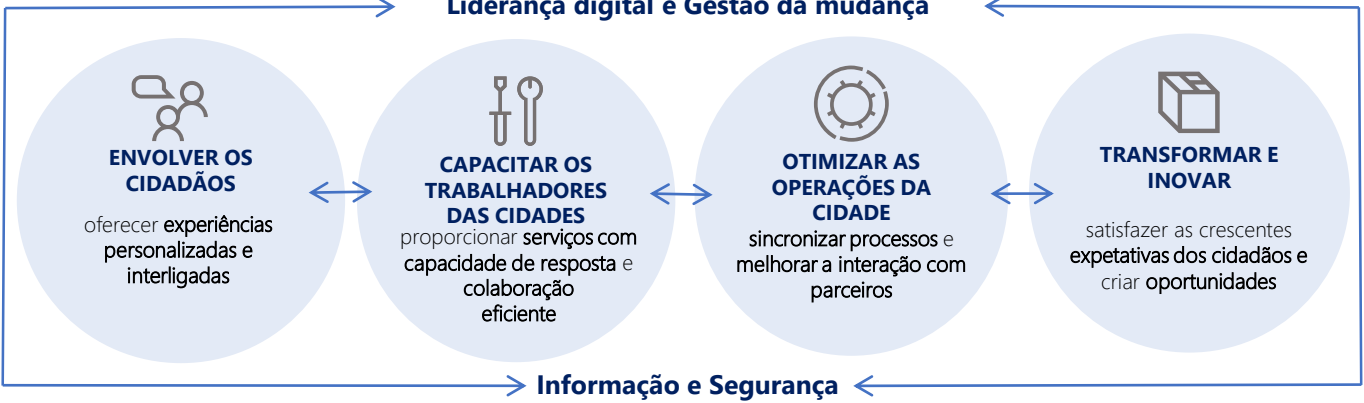 Liderança digital e Gestão da mudança
ENVOLVER OS
CIDADÃOS
oferecer experiências
personalizadas e
interligadas
CAPACITAR OS
TRABALHADORES
DAS CIDADES
proporcionar serviços com
capacidade de resposta e
colaboração
eficiente
OTIMIZAR AS
OPERAÇÕES DA
CIDADE
sincronizar processos e
melhorar a interação com
parceiros
TRANSFORMAR E
INOVAR
satisfazer as crescentes
expetativas dos cidadãos e
criar oportunidades
Informação e Segurança